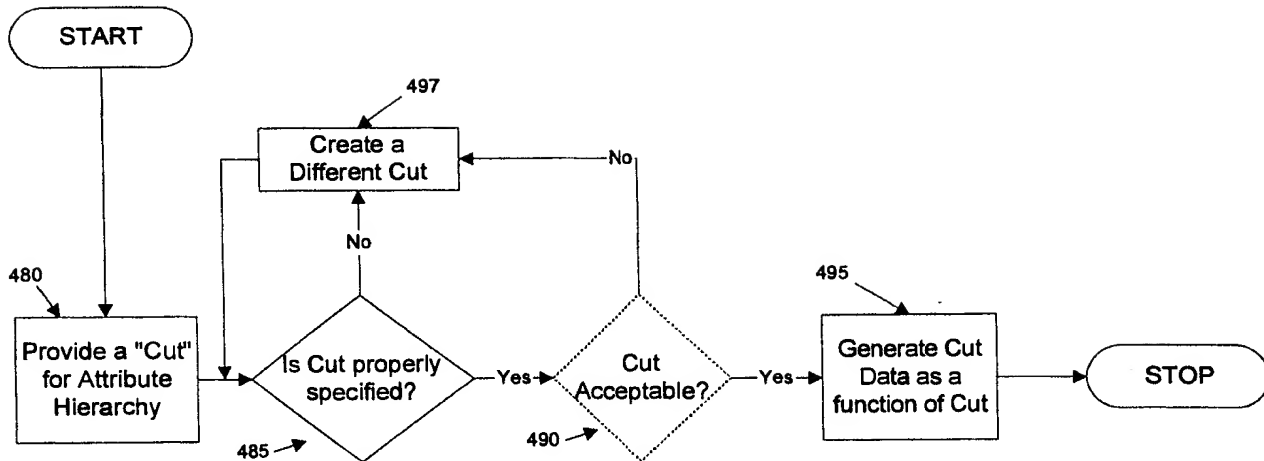 START
497
Create a
Different Cut
No
No
480
495
Provide a "Cut"
for Attribute
Hierarchy
Is Cut properly
specified?
Yes
Cut
Acceptable?
Yes
Generate Cut
Data as a
function of Cut
STOP
485
490